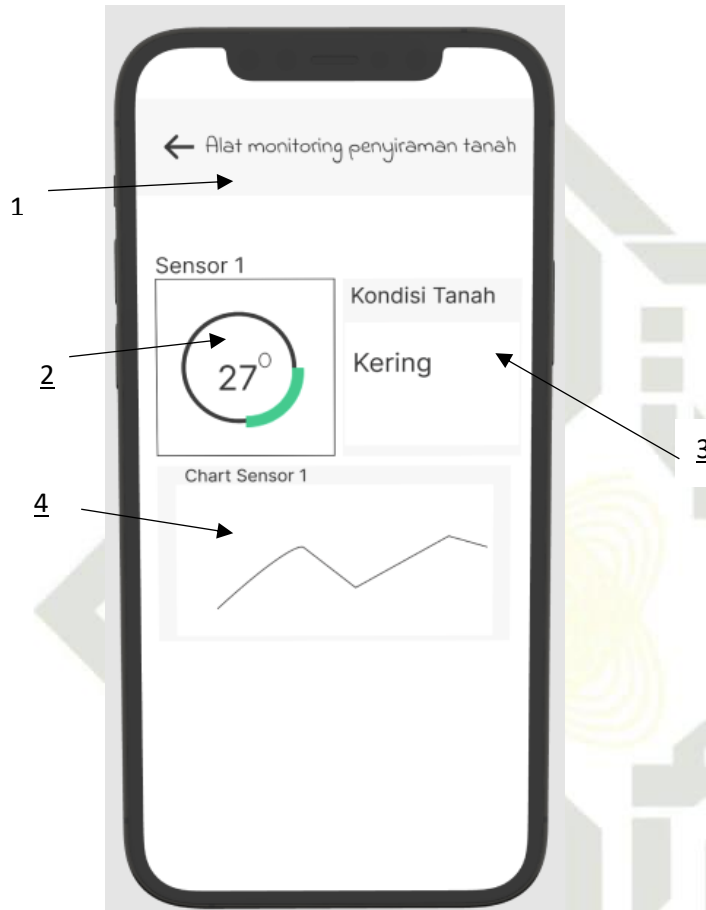 ← Alat monitoring penyiraman tanah
1
Sensor 1
Kondisi Tanah
2
27°
Kering
3
Chart Sensor 1
4